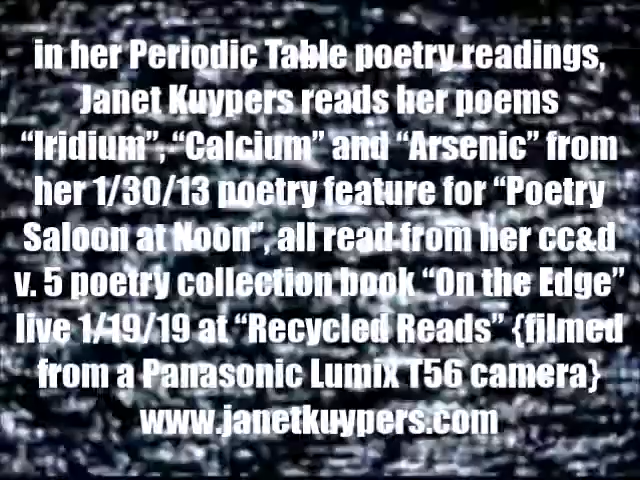 in her Periodic Table poetry readings,
Janet Kuypers reads her poems
“Iridium”, “Calcium” and “Arsenic” from
her 1/30/13 poetry feature for “Poetry
Saloon at Noon”, all read from her cc&d
v. 5 poetry collection book “On the Edge”
live 1/19/19 at “Recycled Reads” {filmed
from a Panasonic Lumix T56 camera}
www.janetkuypers.com